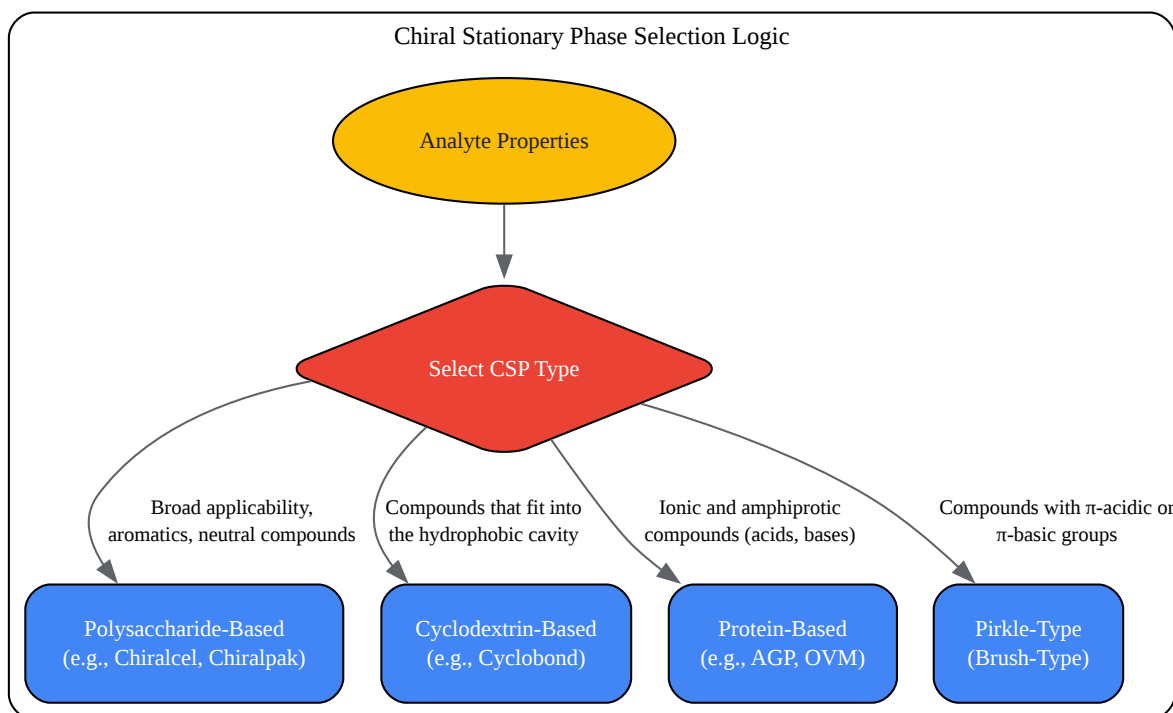 Chiral Stationary Phase Selection Logic
Analyte Properties
Select CSP Type
Broad applicability,
aromatics, neutral compounds
Compounds that fit into
the hydrophobic cavity
Ionic and amphiprotic
compounds (acids, bases)
Compounds with π-acidic or
π-basic groups
Polysaccharide-Based
(e.g., Chiralcel, Chiralpak)
Cyclodextrin-Based
(e.g., Cyclobond)
Protein-Based
(e.g., AGP, OVM)
Pirkle-Type
(Brush-Type)